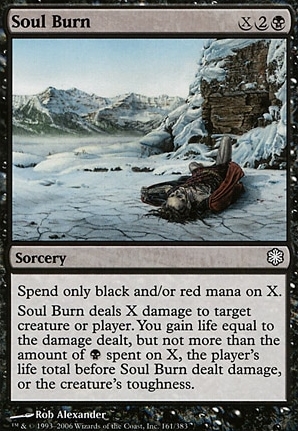 Soul Burn X2
Sorcery
Spend only black and/or red mana on X.
Soul Burn deals X damage to target
creature or player. You gain life equal to
the damage dealt, but not more than the
amount of spent on X, the player's
life total before Soul Burn dealt damage,
or the creature's toughness.
Rob Alexander
™ & © 1993–2006 Wizards of the Coast, Inc. 161/383